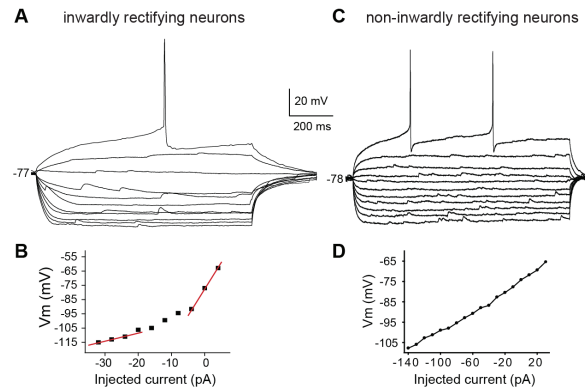 A inwardly rectifying neurons
C non-inwardly rectifying neurons
20 mV
200 ms
-77
-78
B
-55
-65
-75
-85
-95
-105
-115
Vm (mV)
-30 -20 -10 0
Injected current (pA)
D
-65
-75
-85
-95
-105
Vm (mV)
-140 -100 -60 -20 20
Injected current (pA)